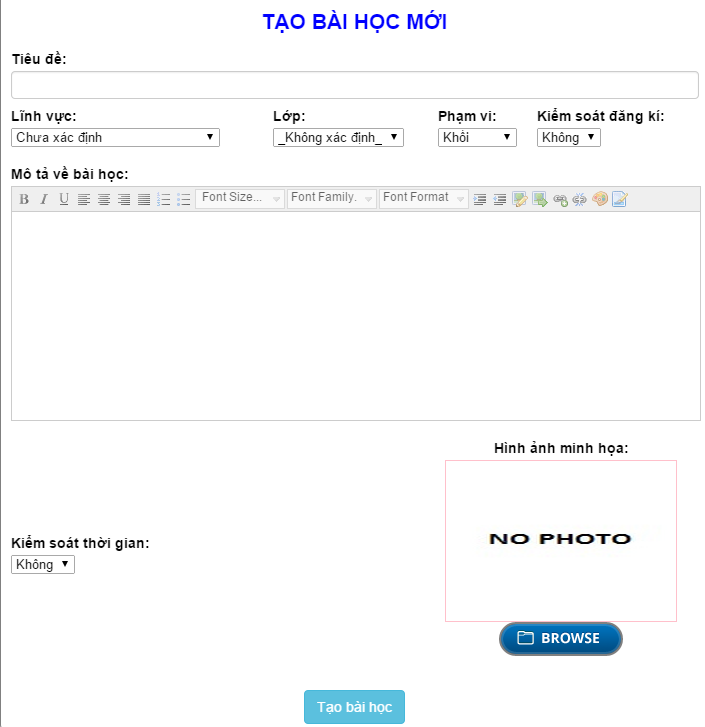 TẠO BÀI HỌC MỚI
Tiêu đề:
Lĩnh vực: Lớp: Phạm vi: Kiểm soát đăng kí:
Chưa xác định _Không xác định_ Khối Không
Mô tả về bài học:
B I U Font Size... Font Family. Font Format
Hình ảnh minh họa:
NO PHOTO
Kiểm soát thời gian:
Không
BROWSE
Tạo bài học